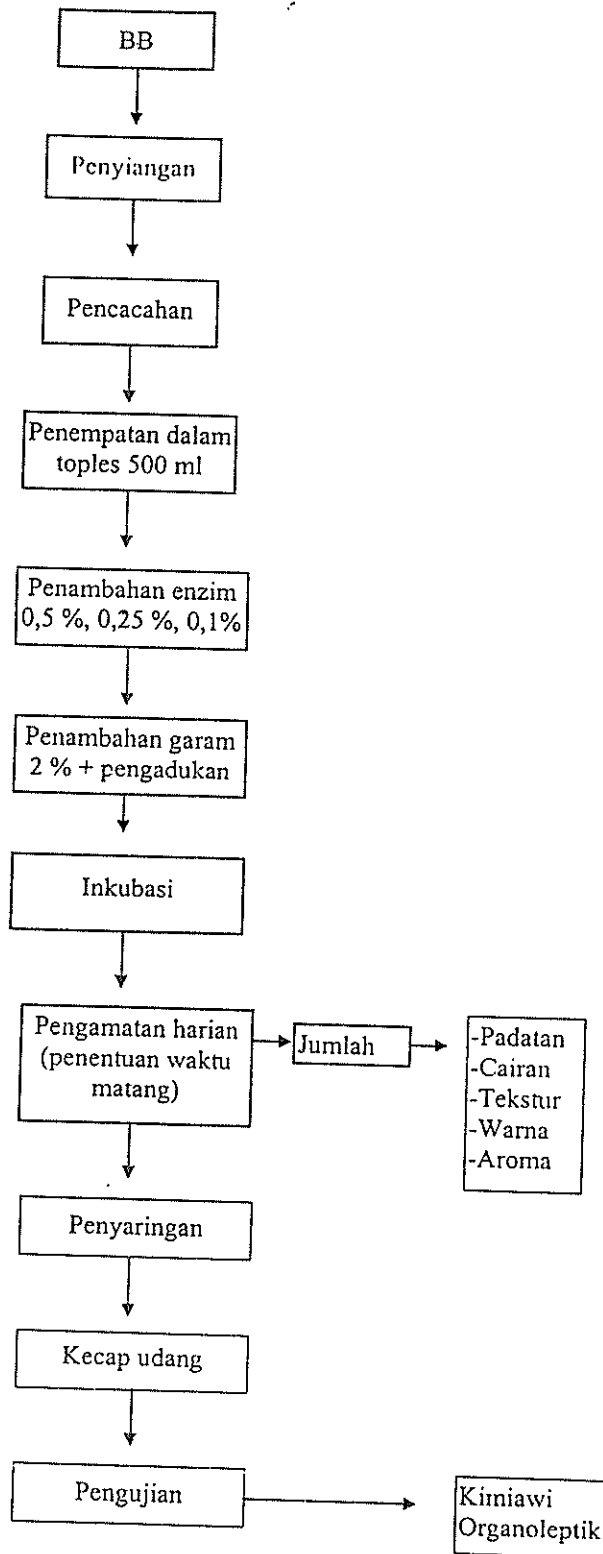 BB
Penyiangan
Pencacahan
Penempatan dalam
toples 500 ml
Penambahan enzim
0,5 %, 0,25 %, 0,1%
Penambahan garam
2 % + pengadukan
Inkubasi
Pengamatan harian
(penentuan waktu
matang)
Jumlah
-Padatan
-Cairan
-Tekstur
-Warna
-Aroma
Penyaringan
Kecap udang
Pengujian
Kimiawi
Organoleptik